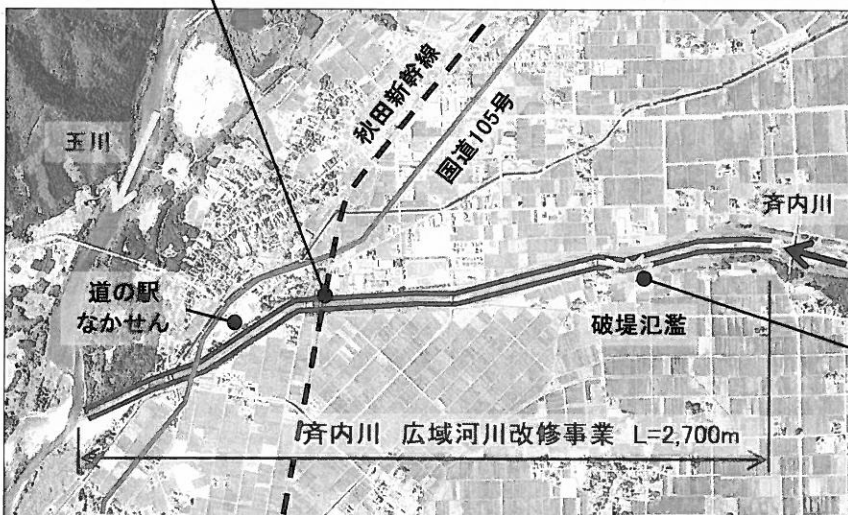 秋田新幹線
国道105号
玉川
斉内川
道の駅
なかせん
破堤氾濫
斉内川 広域河川改修事業 L=2,700m